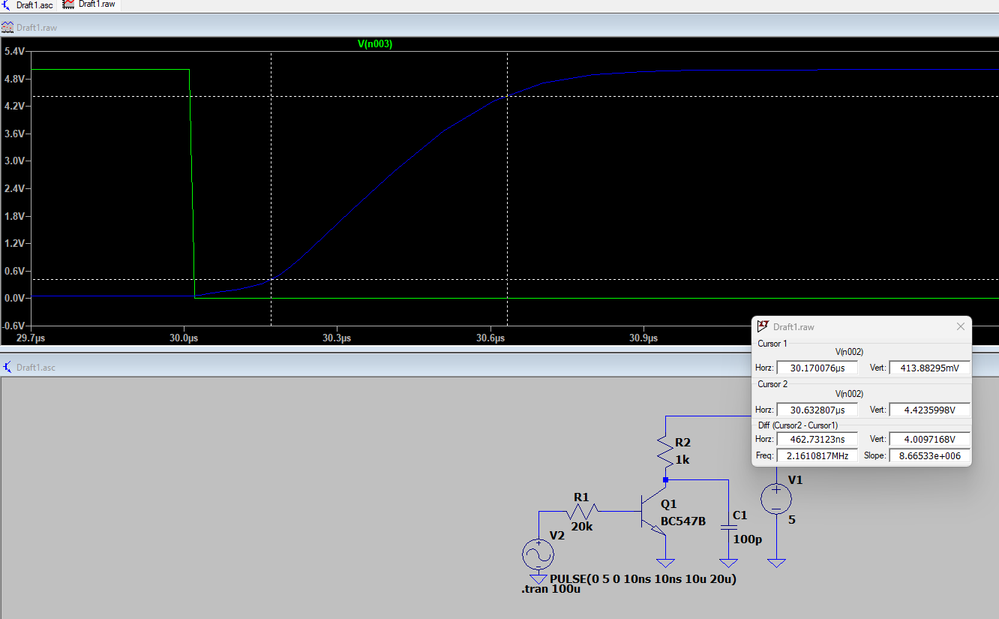 Draft1.asc Draft1.raw
Draft1.raw
V(n003)
5.4V
4.8V
4.2V
3.6V
3.0V
2.4V
1.8V
1.2V
0.6V
0.0V
-0.6V
29.7µs 30.0µs 30.3µs 30.6µs 30.9µs
Draft1.raw
Cursor 1
V(n002)
Horz: 30.170076µs Vert: 413.88295mV
Cursor 2
V(n002)
Horz: 30.632807µs Vert: 4.4235998V
Diff (Cursor2 - Cursor1)
Horz: 462.73123ns Vert: 4.0097168V
Freq: 2.1610817MHz Slope: 8.66533e+006
Draft1.asc
R2
1k
V1
5
R1
20k
Q1
BC547B
C1
100p
V2
PULSE(0 5 0 10ns 10ns 10u 20u)
.tran 100u